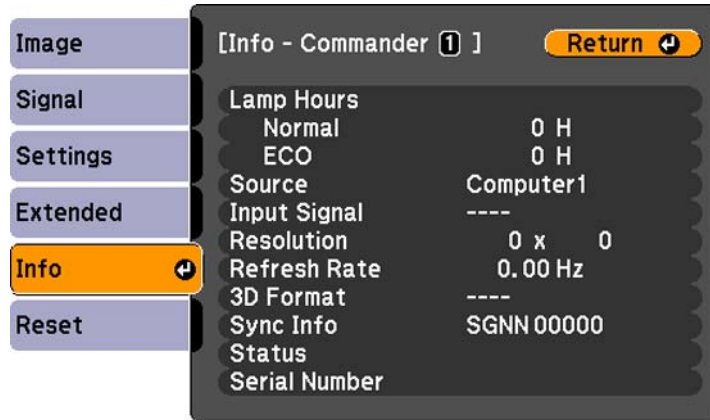 Image
Signal
Settings
Extended
Info
Reset
[Info - Commander 1 ]
Return
Lamp Hours
Normal 0 H
ECO 0 H
Source Computer1
Input Signal ----
Resolution 0 x 0
Refresh Rate 0.00 Hz
3D Format ----
Sync Info SGNN 00000
Status
Serial Number